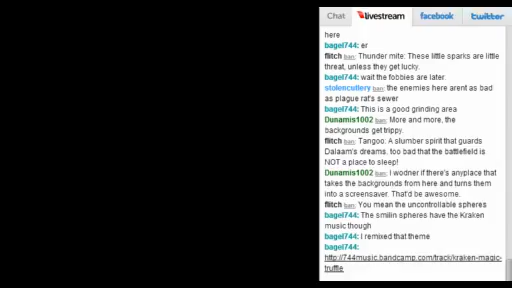 Chat livestream facebook twitter
here
bagel744: er
flitch ban: Thunder mite: These little sparks are little
threat, unless they get lucky.
bagel744: wait the fobbies are later.
stolencutlery ban: the enemies here arent as bad
as plague rat's sewer
bagel744: This is a good grinding area
Dunamis1002 ban: More and more, the
backgrounds get trippy.
flitch ban: Tangoo: A slumber spirit that guards
Dalaam's dreams. too bad that the battlefield is
NOT a place to sleep!
Dunamis1002 ban: I wodner if there's anyplace that
takes the backgrounds from here and turns them
into a screensaver. That'd be awesome.
flitch ban: You mean the uncontrollable spheres
bagel744: The smilin spheres have the Kraken
music though
bagel744: I remixed that theme
bagel744:
http://744music.bandcamp.com/track/kraken-magic-
truffle